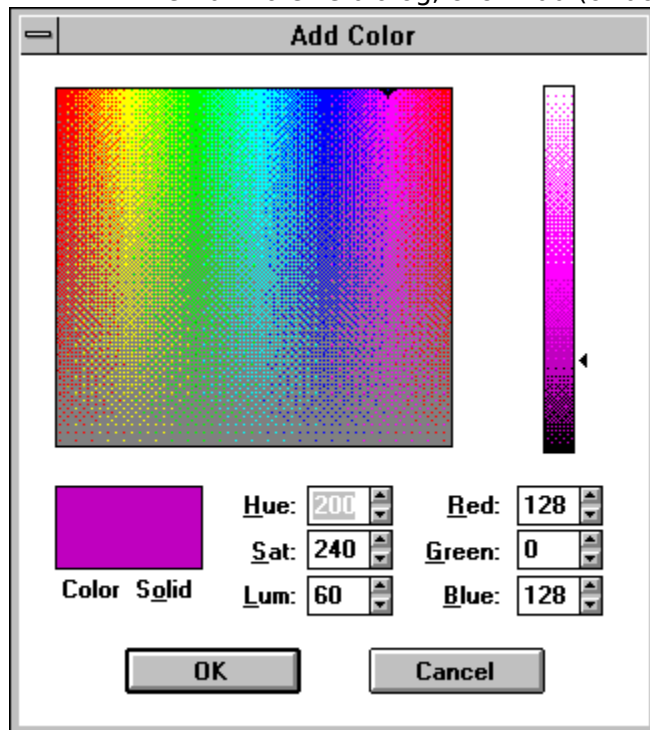 Add Color
Hue: 200 Red: 128
Sat: 240 Green: 0
Color Solid
Lum: 60 Blue: 128
OK Cancel